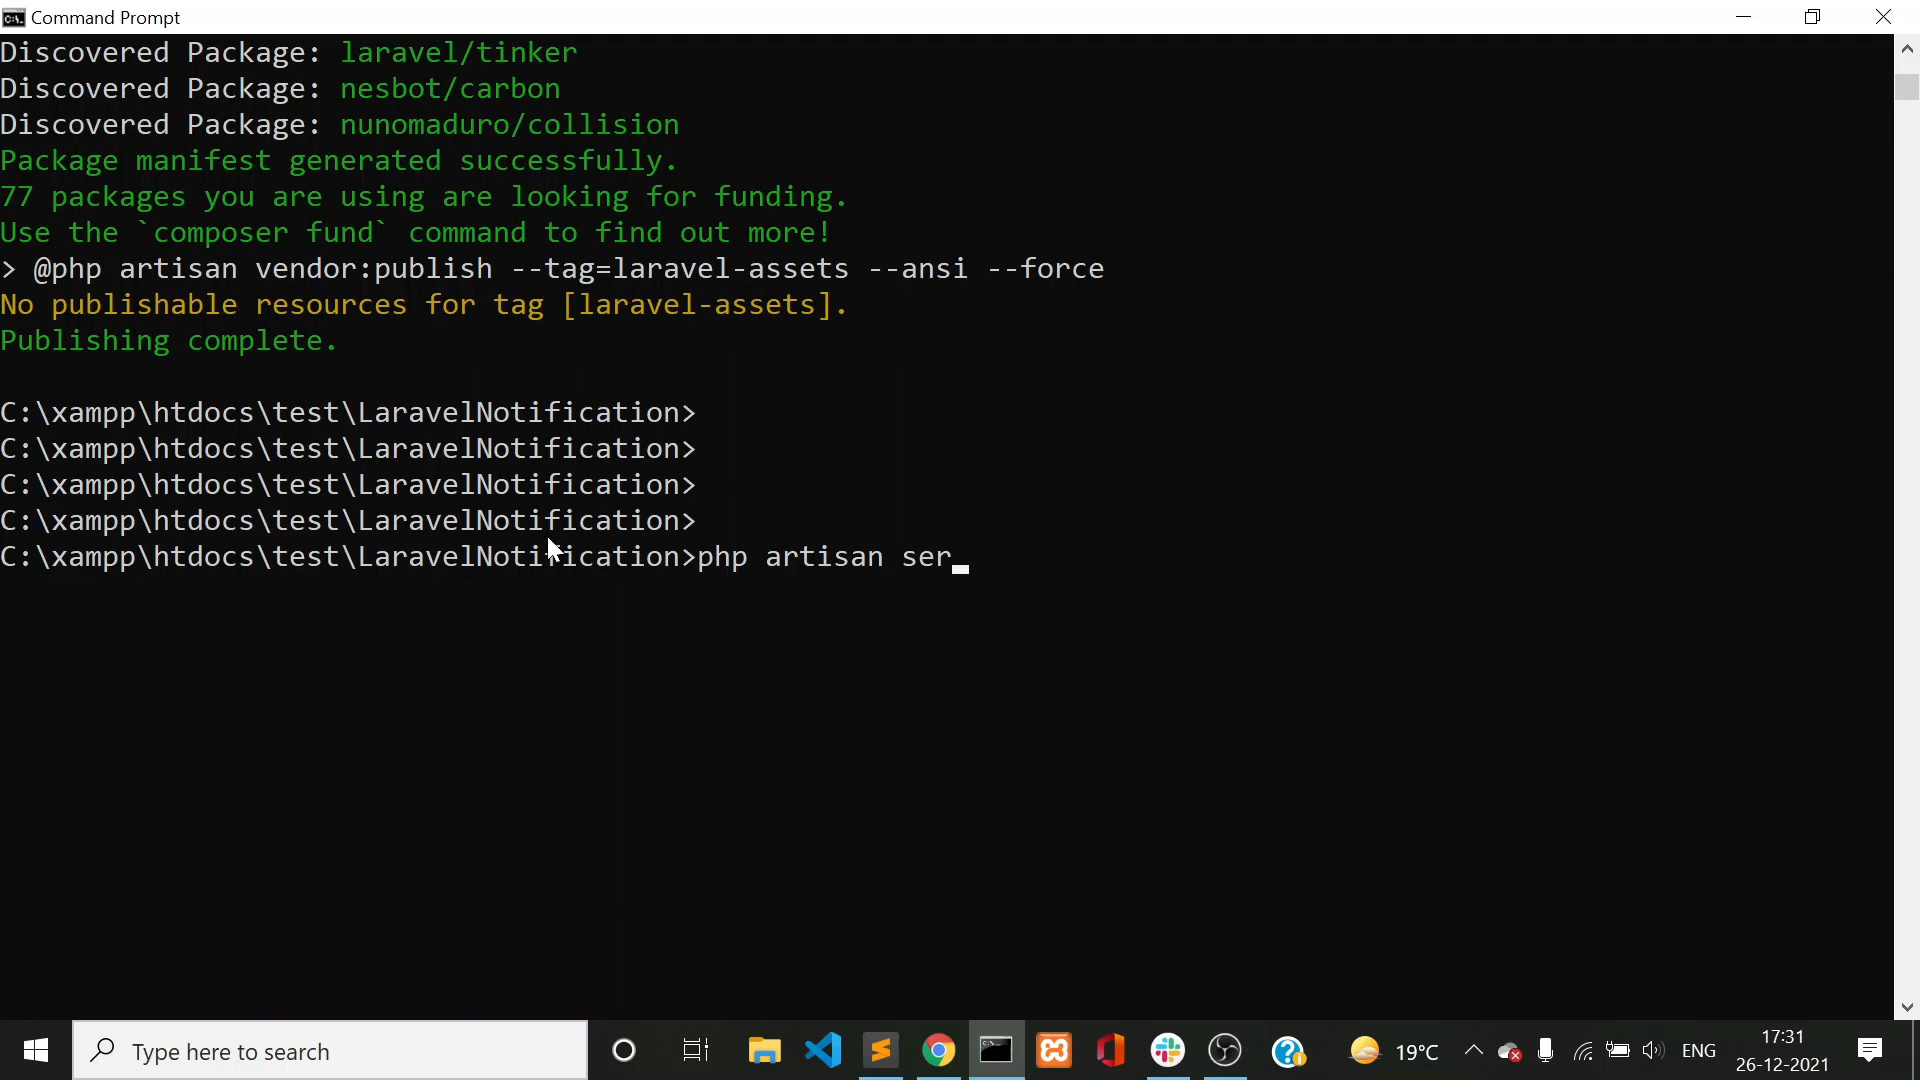 Command Prompt
Discovered Package: laravel/tinker
Discovered Package: nesbot/carbon
Discovered Package: nunomaduro/collision
Package manifest generated successfully.
77 packages you are using are looking for funding.
Use the `composer fund` command to find out more!
> @php artisan vendor:publish --tag=laravel-assets --ansi --force
No publishable resources for tag [laravel-assets].
Publishing complete.
C:\xampp\htdocs\test\LaravelNotification>
C:\xampp\htdocs\test\LaravelNotification>
C:\xampp\htdocs\test\LaravelNotification>
C:\xampp\htdocs\test\LaravelNotification>
C:\xampp\htdocs\test\LaravelNotification>php artisan ser_
Type here to search
19°C
ENG
17:31
26-12-2021